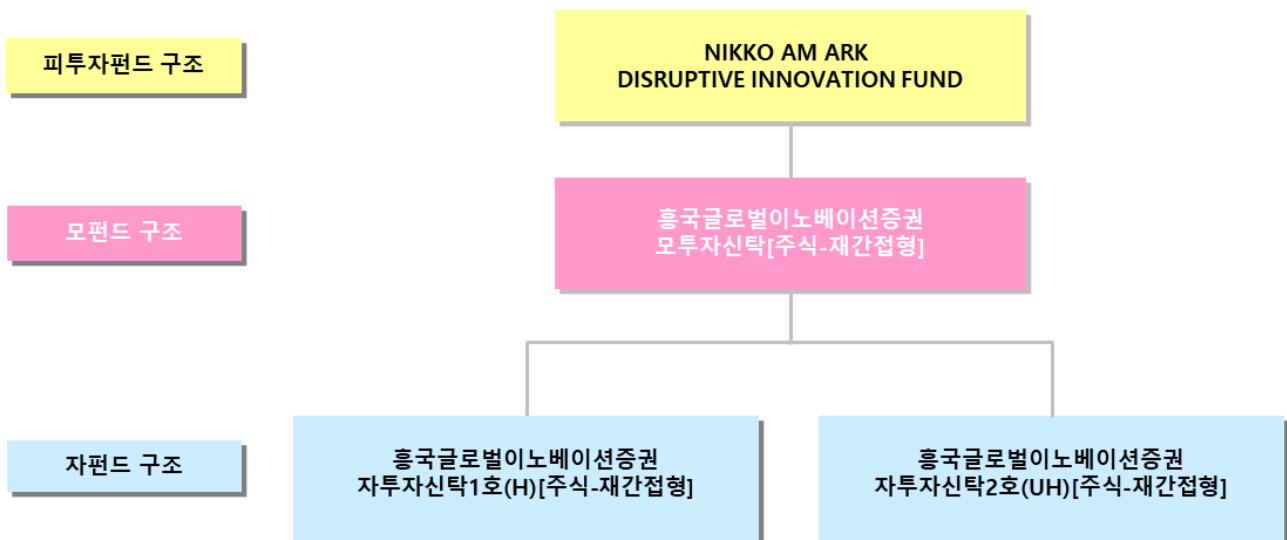 피투자펀드 구조
NIKKO AM ARK
DISRUPTIVE INNOVATION FUND
모펀드 구조
흥국글로벌이노베이션증권
모투자신탁[주식-재간접형]
자펀드 구조
흥국글로벌이노베이션증권
자투자신탁1호(H)[주식-재간접형]
흥국글로벌이노베이션증권
자투자신탁2호(UH)[주식-재간접형]